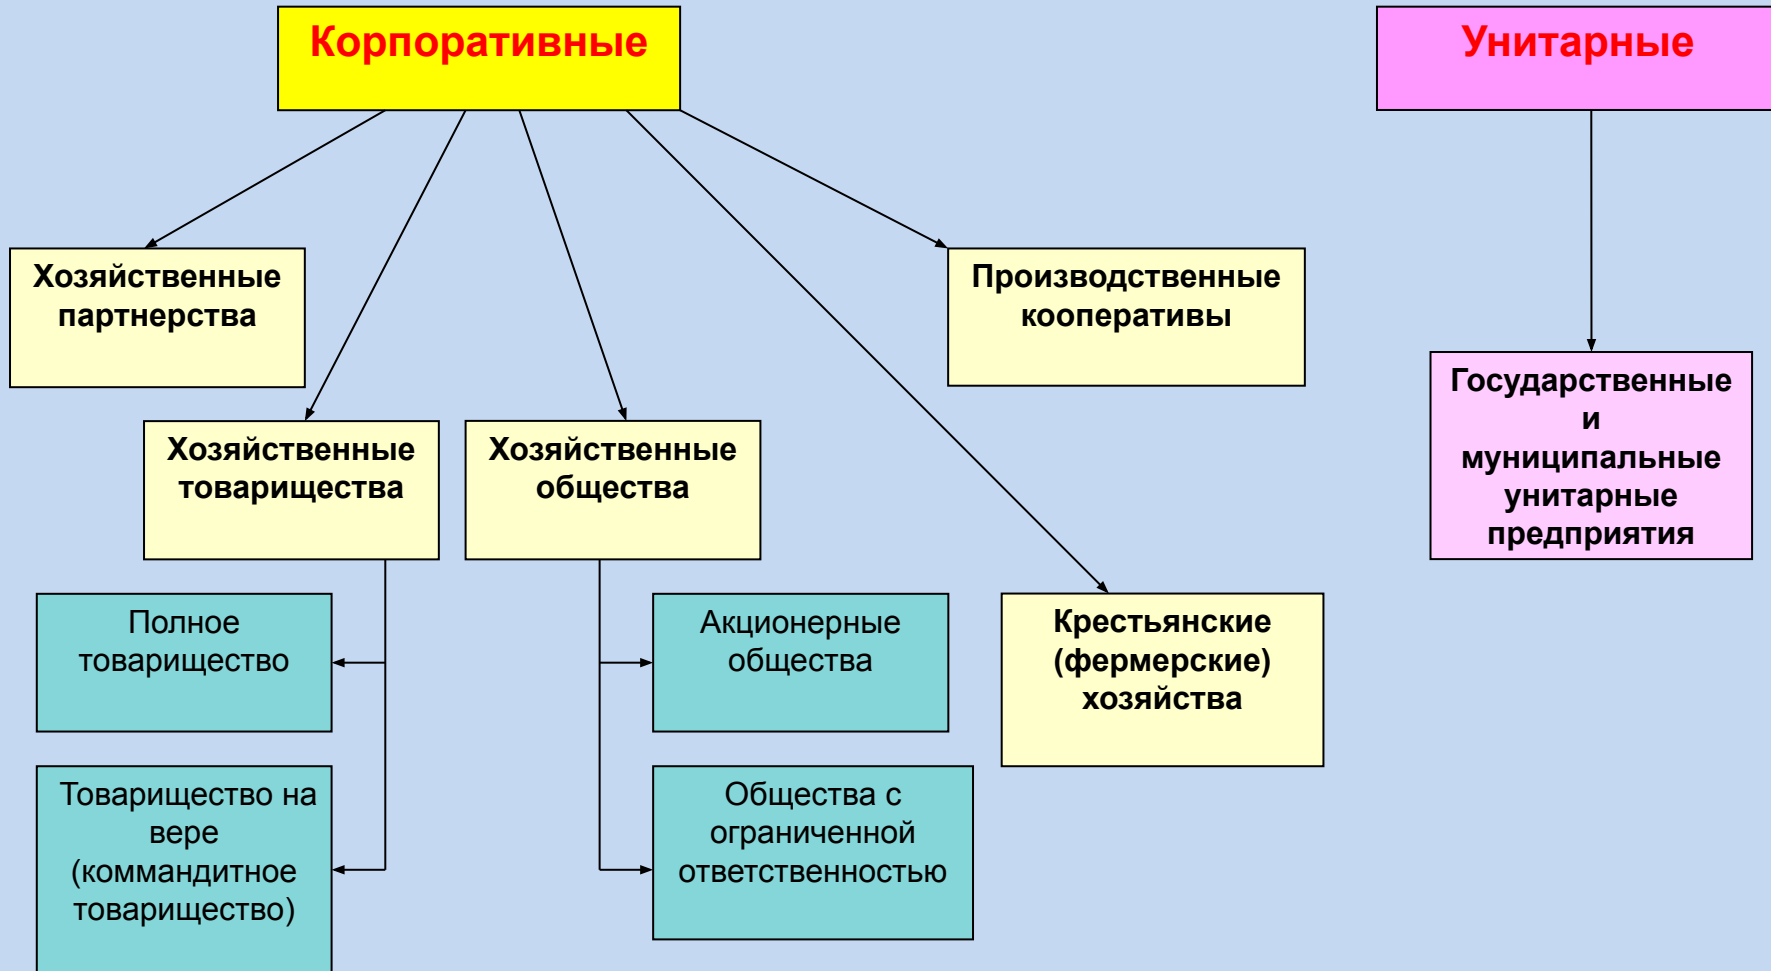 Корпоративные
Унитарные
Хозяйственные
партнерства
Производственные
кооперативы
Государственные
и
муниципальные
унитарные
предприятия
Хозяйственные
товарищества
Хозяйственные
общества
Полное
товарищество
Акционерные
общества
Крестьянские
(фермерские)
хозяйства
Товарищество на
вере
(коммандитное
товарищество)
Общества с
ограниченной
ответственностью